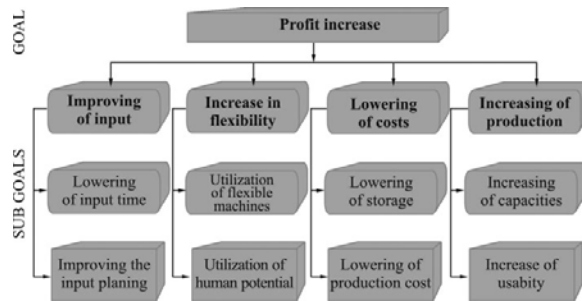 GOAL
Profit increase
Improving
of input
Increase in
flexibility
Lowering
of costs
Increasing of
production
SUB GOALS
Lowering
of input time
Utilization
of flexible
machines
Lowering
of storage
Increasing
of capacities
Improving the
input planing
Utilization of
human potential
Lowering of
production cost
Increase of
usabity